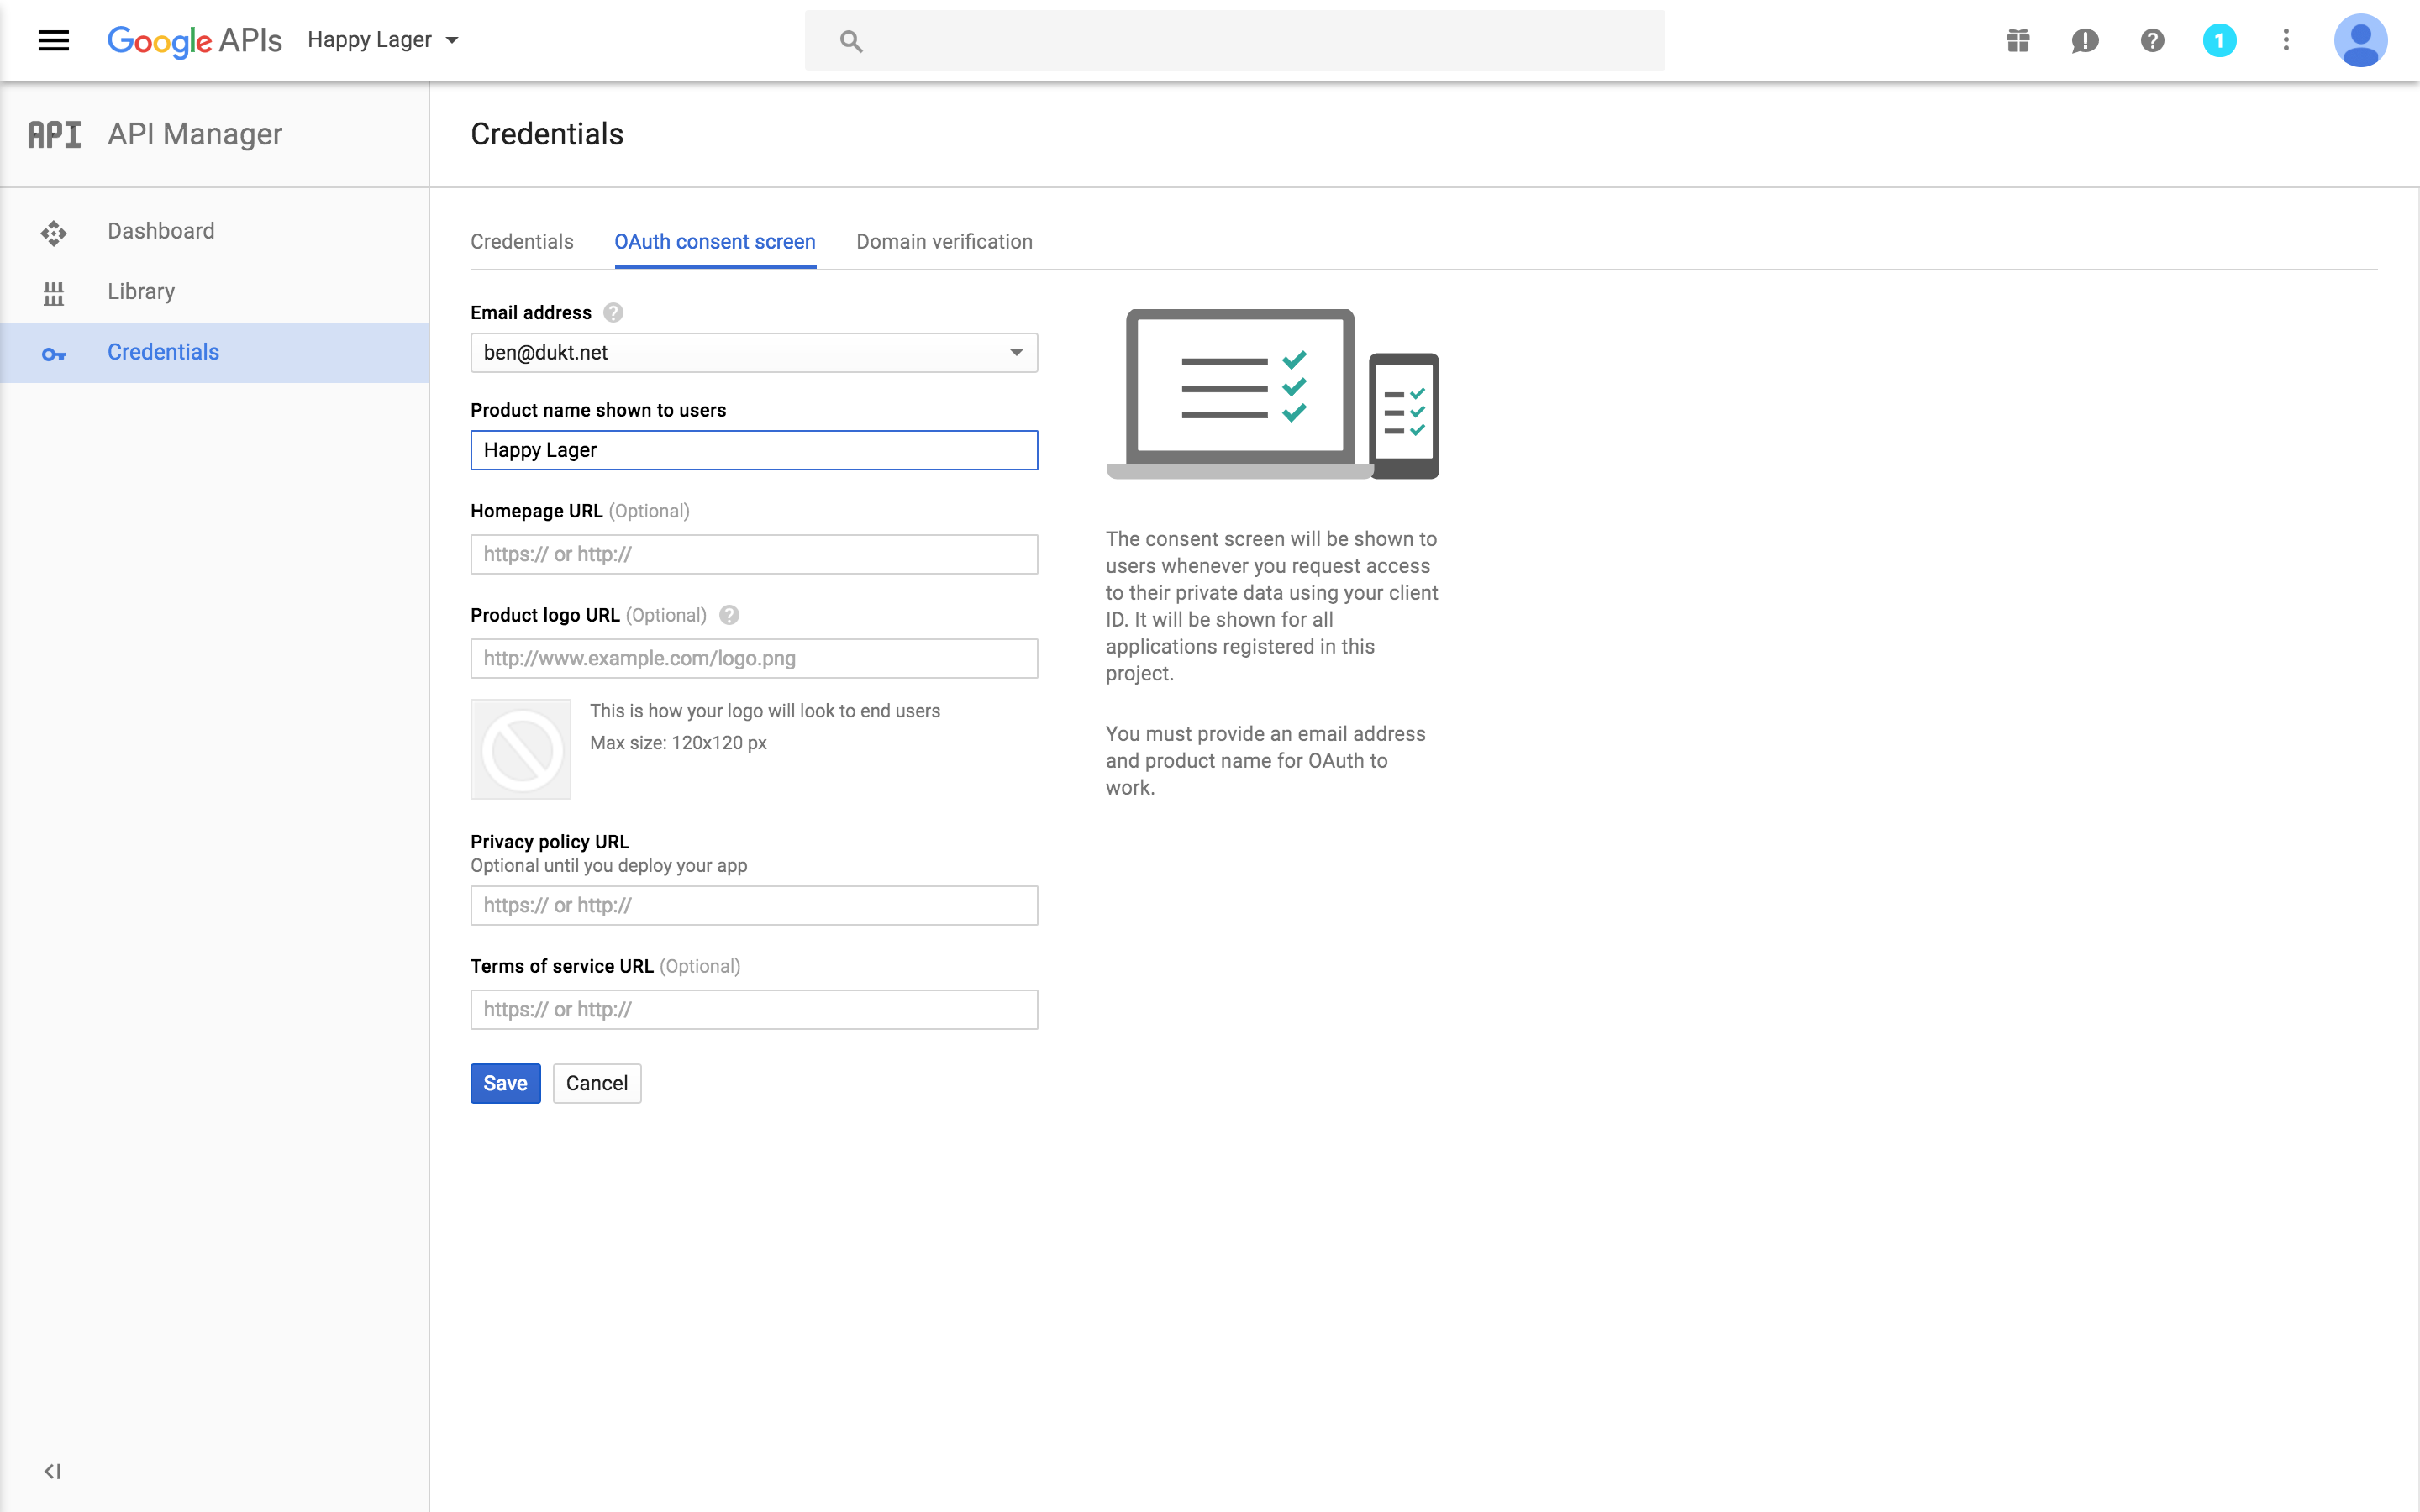 Google APIs Happy Lager
1
API API Manager
Credentials
Dashboard
Library
Credentials
Credentials OAuth consent screen Domain verification
Email address
ben@dukt.net
Product name shown to users
Happy Lager
Homepage URL (Optional)
https:// or http://
Product logo URL (Optional)
http://www.example.com/logo.png
This is how your logo will look to end users
Max size: 120x120 px
Privacy policy URL
Optional until you deploy your app
https:// or http://
Terms of service URL (Optional)
https:// or http://
Save Cancel
The consent screen will be shown to
users whenever you request access
to their private data using your client
ID. It will be shown for all
applications registered in this
project.
You must provide an email address
and product name for OAuth to
work.